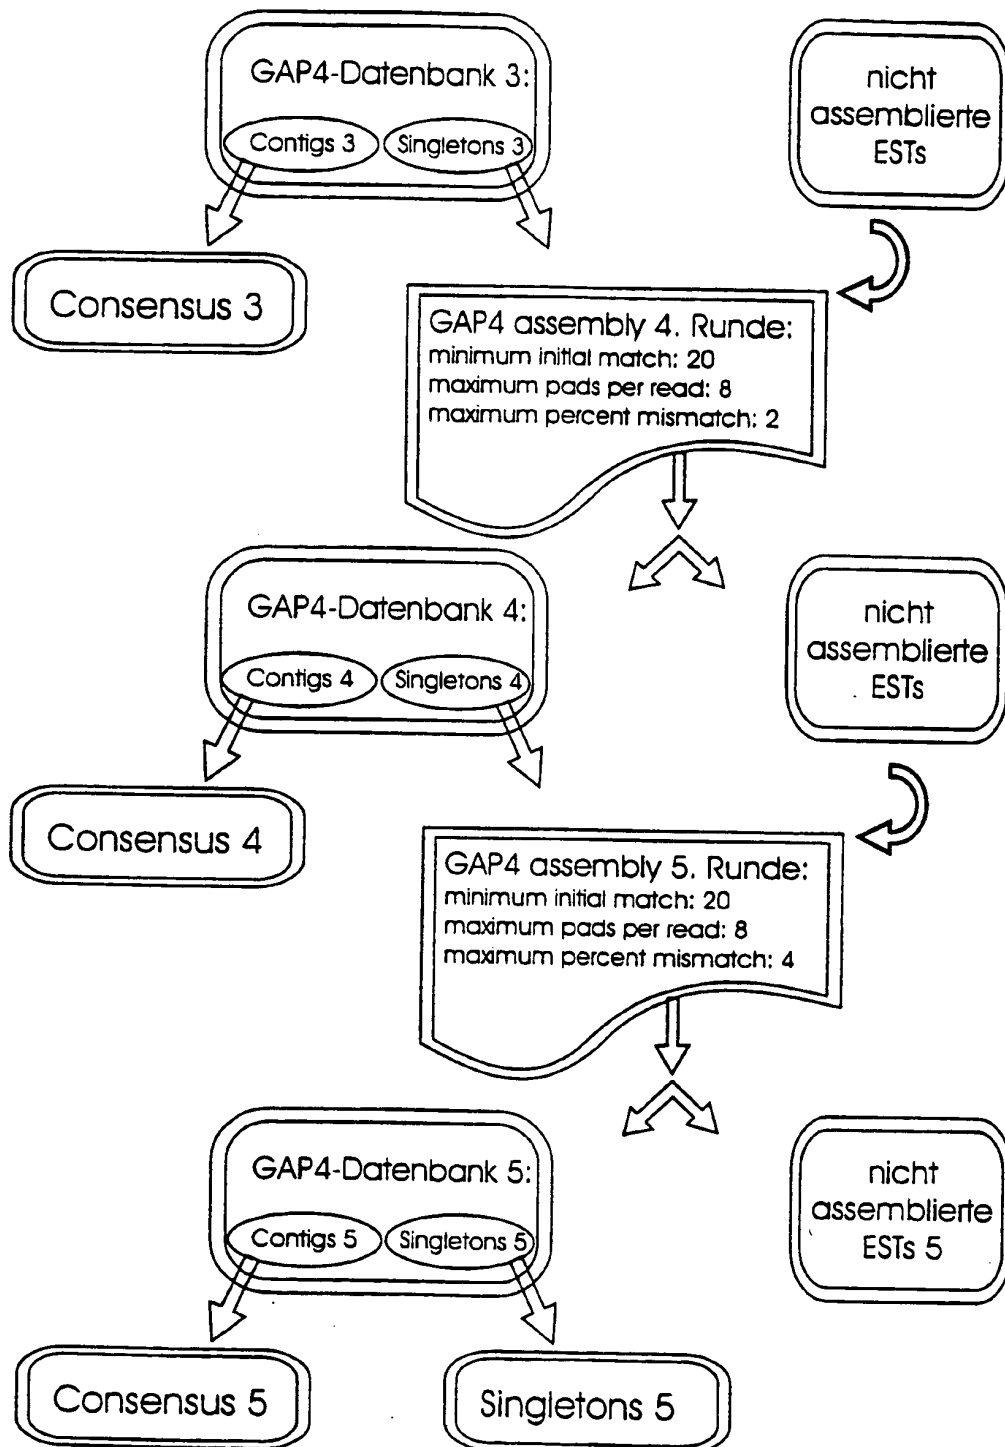 GAP4-Datenbank 3:
Contigs 3
Singletons 3
nicht
assemblierte
ESTs
Consensus 3
GAP4 assembly 4. Runde:
minimum initial match: 20
maximum pads per read: 8
maximum percent mismatch: 2
GAP4-Datenbank 4:
Contigs 4
Singletons 4
nicht
assemblierte
ESTs
Consensus 4
GAP4 assembly 5. Runde:
minimum initial match: 20
maximum pads per read: 8
maximum percent mismatch: 4
GAP4-Datenbank 5:
Contigs 5
Singletons 5
nicht
assemblierte
ESTs 5
Consensus 5
Singletons 5